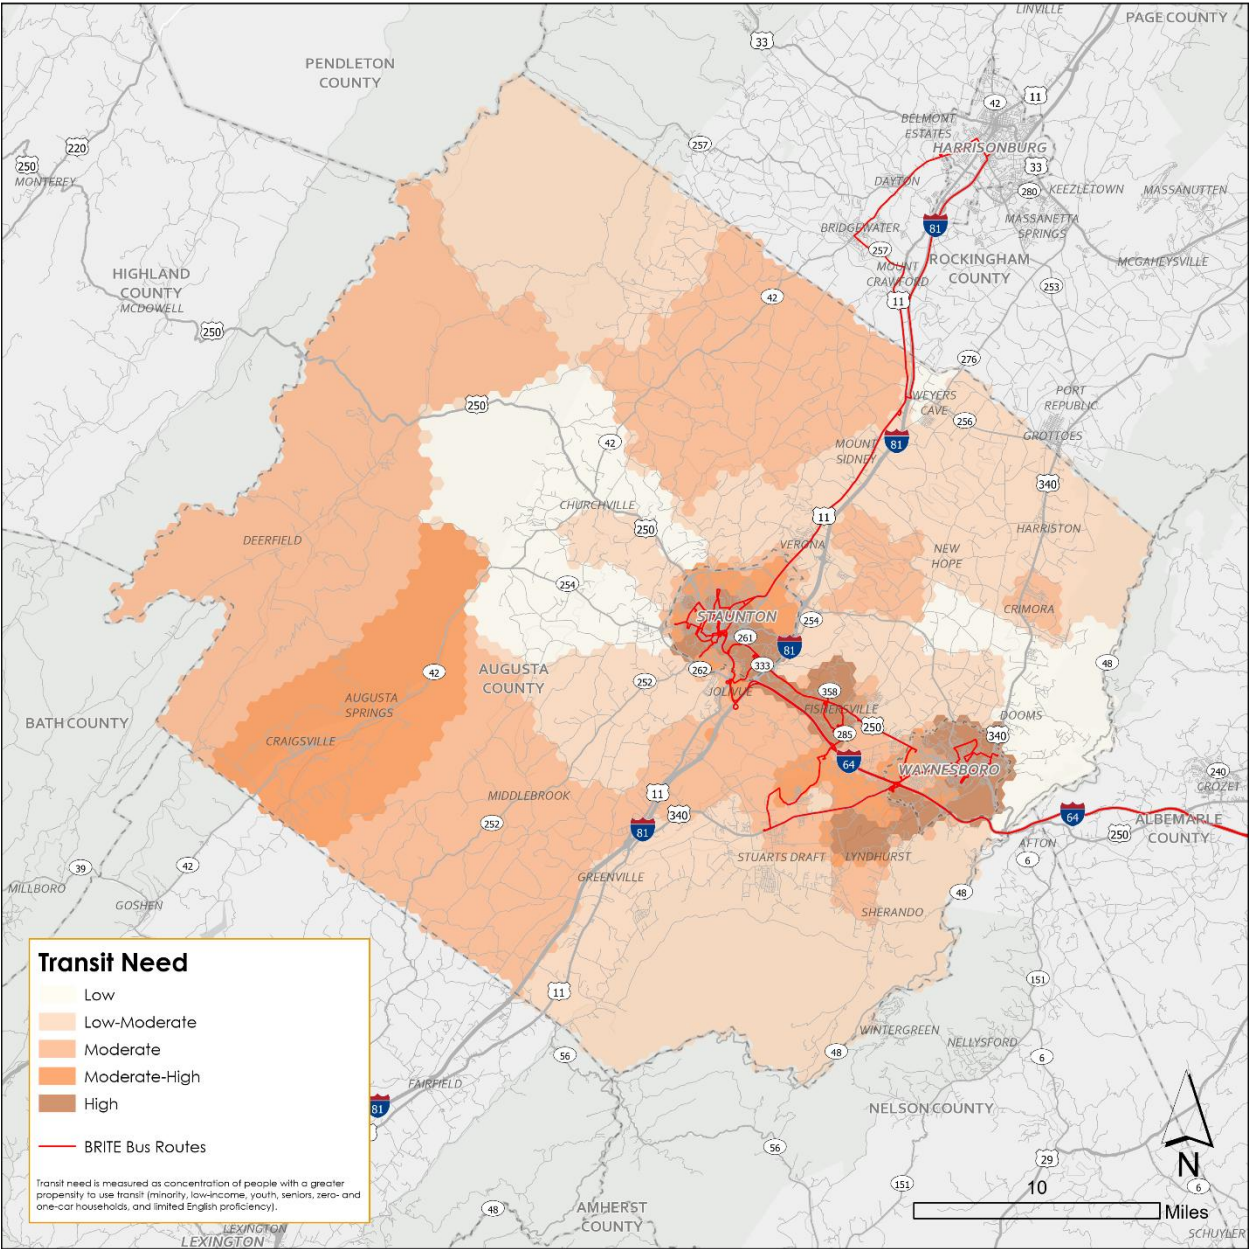 LINVILLE
PAGE COUNTY
33
PENDLETON
COUNTY
42
11
BELMONT
ESTATES
HARRISONBURG
220
257
250
33
MONTEREY
DAYTON
280
KEEZLETOWN
MASSANUTTEN
81
MASSANETTA
SPRINGS
BRIDGEWATER
257
ROCKINGHAM
COUNTY
MCGAHEYSVILLE
MOUNT
CRAWFORD
HIGHLAND
COUNTY
MCDOWELL
253
42
11
250
276
PORT
REPUBLIC
WEYERS
CAVE
250
256
GROTTOES
42
81
MOUNT
SIDNEY
340
CHURCHVILLE
11
250
HARRISTON
DEERFIELD
VERONA
NEW
HOPE
254
CRIMORA
STAUNTON
254
261
81
48
42
AUGUSTA
COUNTY
262
333
252
JOLIVUE
358
AUGUSTA
SPRINGS
FISHERSVILLE
DOOMS
BATH COUNTY
250
285
340
CRAIGSVILLE
64
WAYNESBORO
240
CROZET
MIDDLEBROOK
11
340
252
81
64
ALBEMARLE
COUNTY
250
AFTON
STUARTS DRAFT
LYNDHURST
6
39
42
GREENVILLE
MILLBORO
48
GOSHEN
SHERANDO
Transit Need
Low
Low-Moderate
Moderate
Moderate-High
High
BRITE Bus Routes
Transit need is measured as concentration of people with a greater
propensity to use transit (minority, low-income, youth, seniors, zero- and
one-car households, and limited English proficiency).
11
151
WINTERGREEN
NELLYSFORD
56
48
6
FAIRFIELD
81
NELSON COUNTY
56
29
N
151
6
10
Miles
48
AMHERST
COUNTY
LEXINGTON
LEXINGTON
SCHUYLER